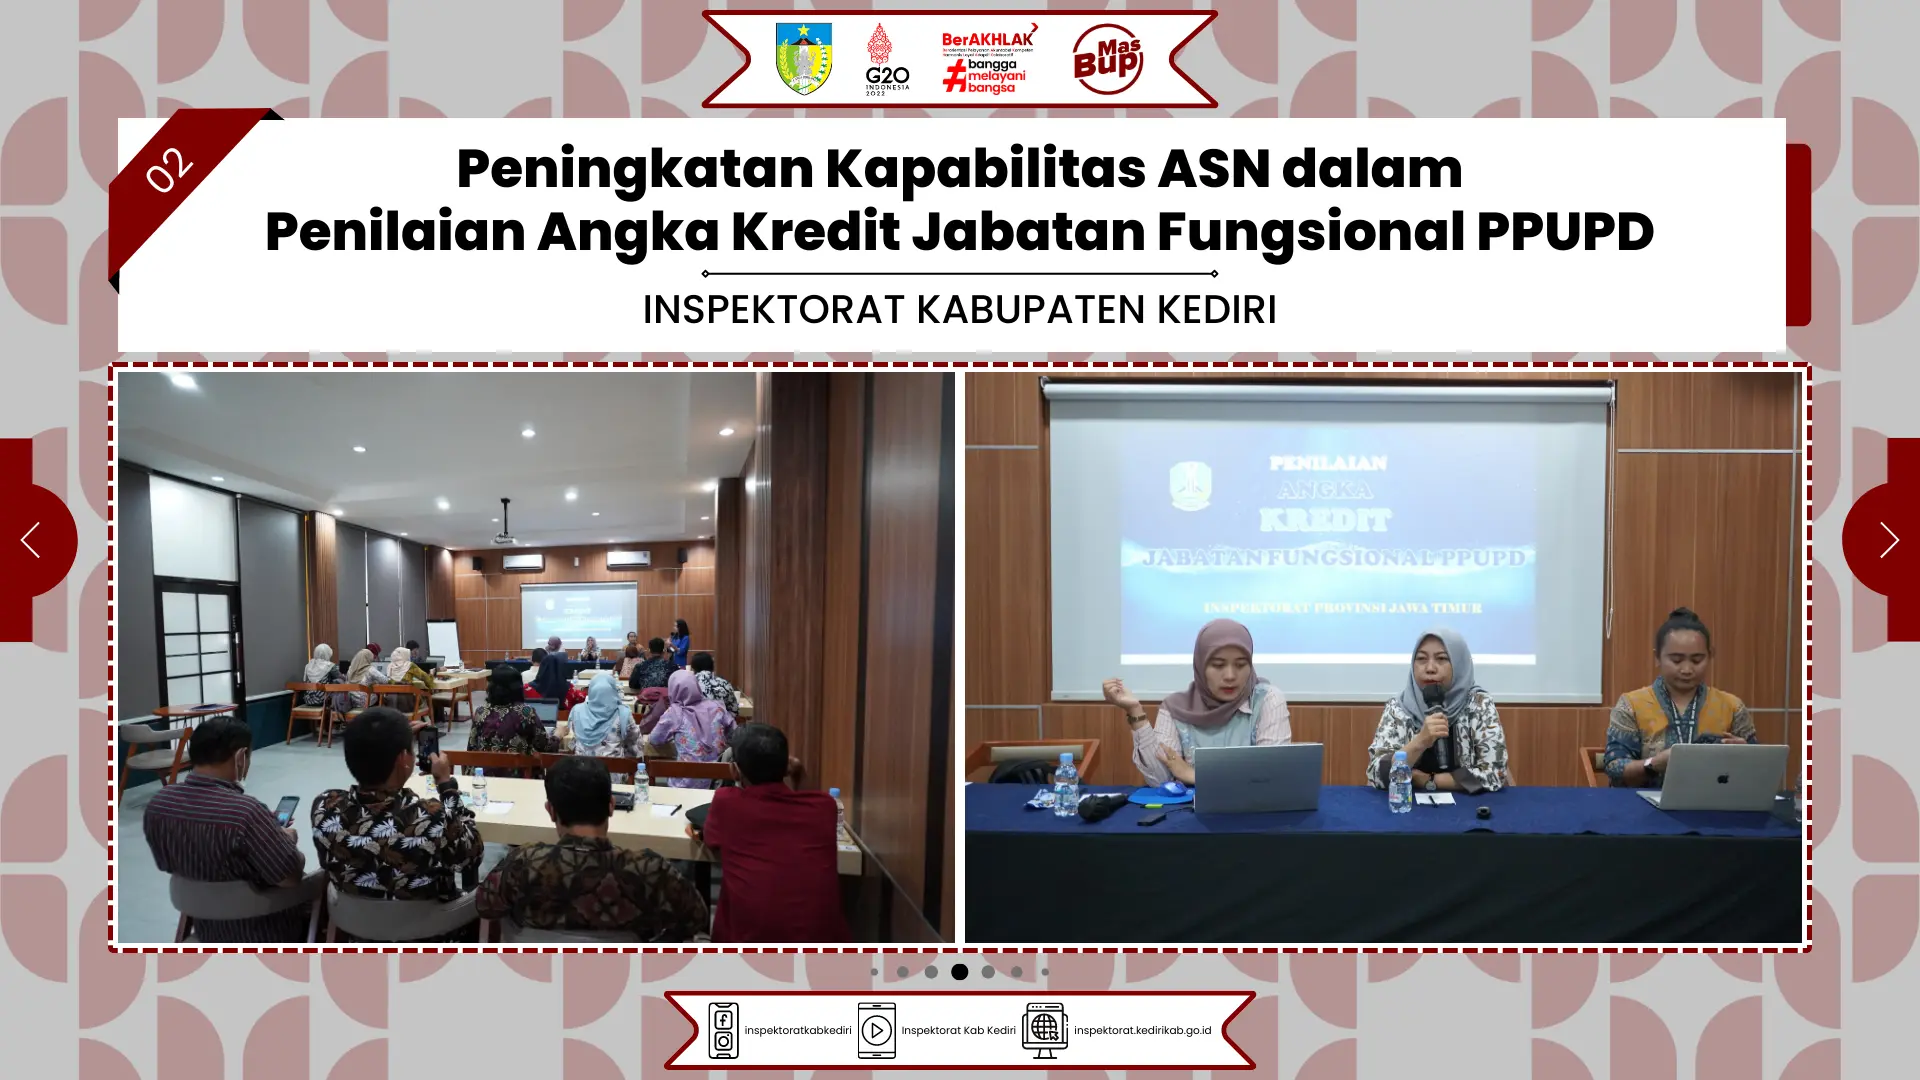 G20
INDONESIA
2022
BerAKHLAK
#bangga
melayani
bangsa
Mas
Bup
02
Peningkatan Kapabilitas ASN dalam
Penilaian Angka Kredit Jabatan Fungsional PPUPD
INSPEKTORAT KABUPATEN KEDIRI
PENILAIAN
ANGKA
KREDIT
JABATAN FUNGSIONAL PPUPD
INSPEKTORAT PROVINSI JAWA TIMUR
inspektoratkabkediri
Inspektorat Kab Kediri
inspektorat.kedirikab.go.id